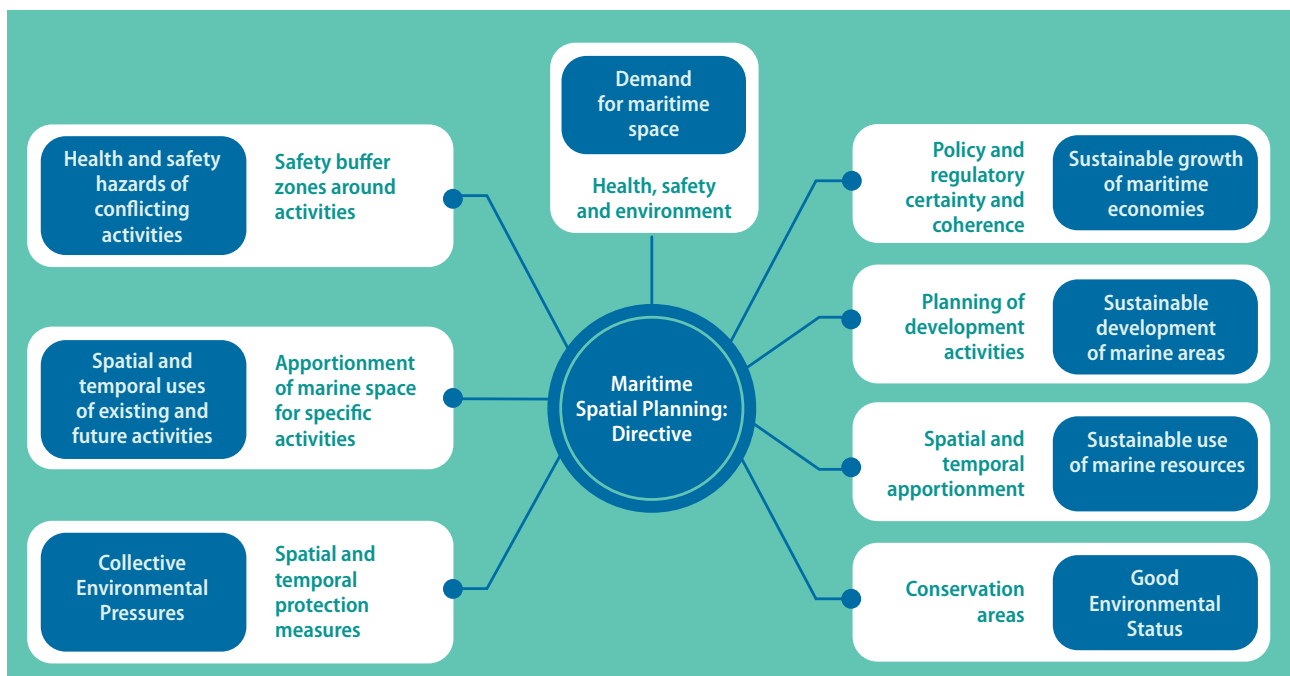 Demand
for maritime
space
Health, safety
and environment
Health and safety
hazards of
conflicting
activities
Safety buffer
zones around
activities
Spatial and
temporal uses
of existing and
future activities
Apportionment
of marine space
for specific
activities
Collective
Environmental
Pressures
Spatial and
temporal
protection
measures
Maritime
Spatial Planning:
Directive
Policy and
regulatory
certainty and
coherence
Sustainable growth
of maritime
economies
Planning of
development
activities
Sustainable
development
of marine areas
Spatial and
temporal
apportionment
Sustainable use
of marine resources
Conservation
areas
Good
Environmental
Status